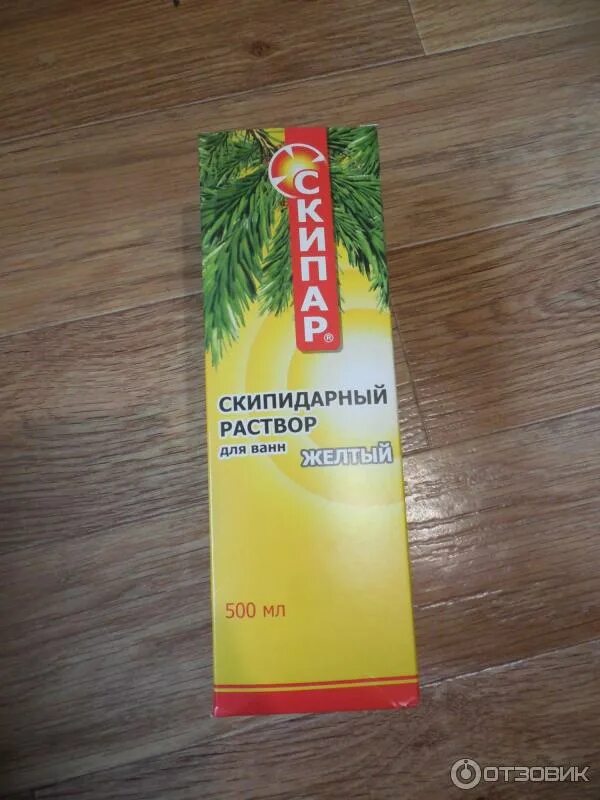 СКИПАР®
СКИПИДАРНЫЙ
РАСТВОР
для ванн
ЖЕЛТЫЙ
500 мл
ОТЗОВИК